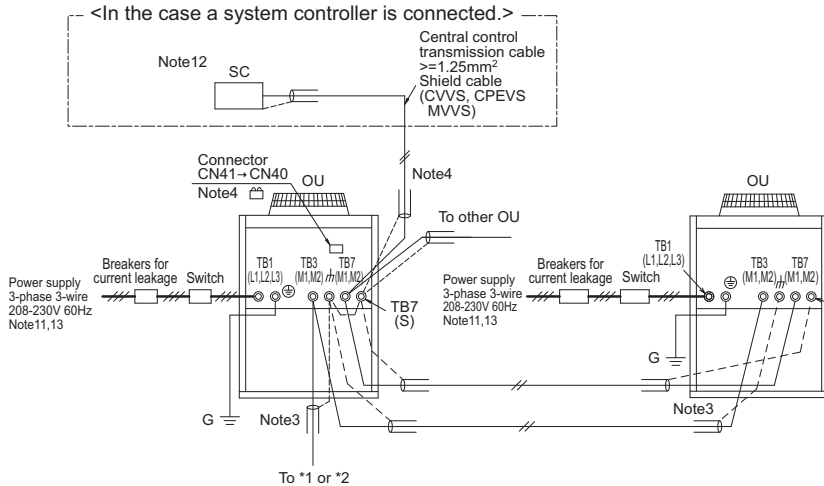 <In the case a system controller is connected.>
Note12
SC
Central control
transmission cable
>=1.25mm²
Shield cable
(CVVS, CPEVS
MVVS)
Connector
CN41→CN40
Note4
OU
Note4
To other OU
TB1
(L1,L2,L3)
TB3
(M1,M2)
TB7
(M1,M2)
TB7
(S)
Breakers for
current leakage
Switch
Power supply
3-phase 3-wire
208-230V 60Hz
Note11,13
G
Note3
To *1 or *2
OU
TB1
(L1,L2,L3)
TB3
(M1,M2)
TB7
(M1,M2)
Breakers for
current leakage
Switch
Power supply
3-phase 3-wire
208-230V 60Hz
Note11,13
G
Note3